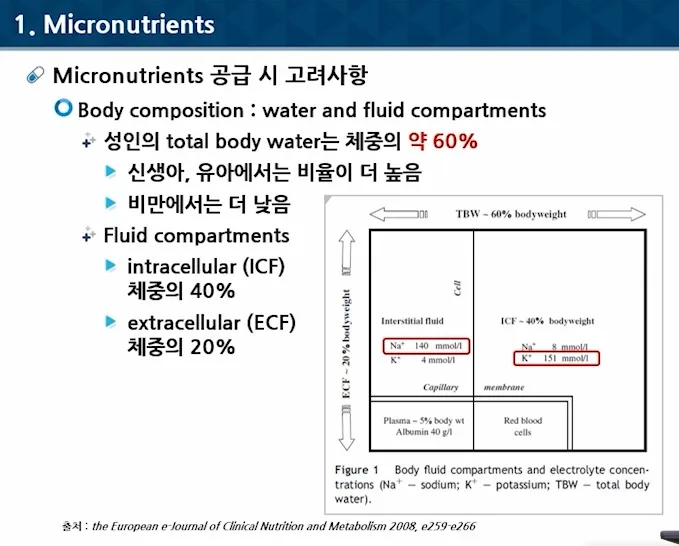 1. Micronutrients
Micronutrients 공급 시 고려사항
Body composition : water and fluid compartments
성인의 total body water는 체중의 약 60%
신생아, 유아에서는 비율이 더 높음
비만에서는 더 낮음
Fluid compartments
intracellular (ICF)
체중의 40%
extracellular (ECF)
체중의 20%
TBW ~ 60% bodyweight
ECF ~ 20% bodyweight
Cell
Interstitial fluid
Na⁺ 140 mmol/l
K⁺ 4 mmol/l
ICF ~ 40% bodyweight
Na⁺ 8 mmol/l
K⁺ 151 mmol/l
Capillary membrane
Plasma ~ 5% body wt
Albumin 40 g/l
Red blood
cells
Figure 1 Body fluid compartments and electrolyte concen-
trations (Na⁺ – sodium; K⁺ – potassium; TBW – total body
water).
출처 : the European e-Journal of Clinical Nutrition and Metabolism 2008, e259-e266